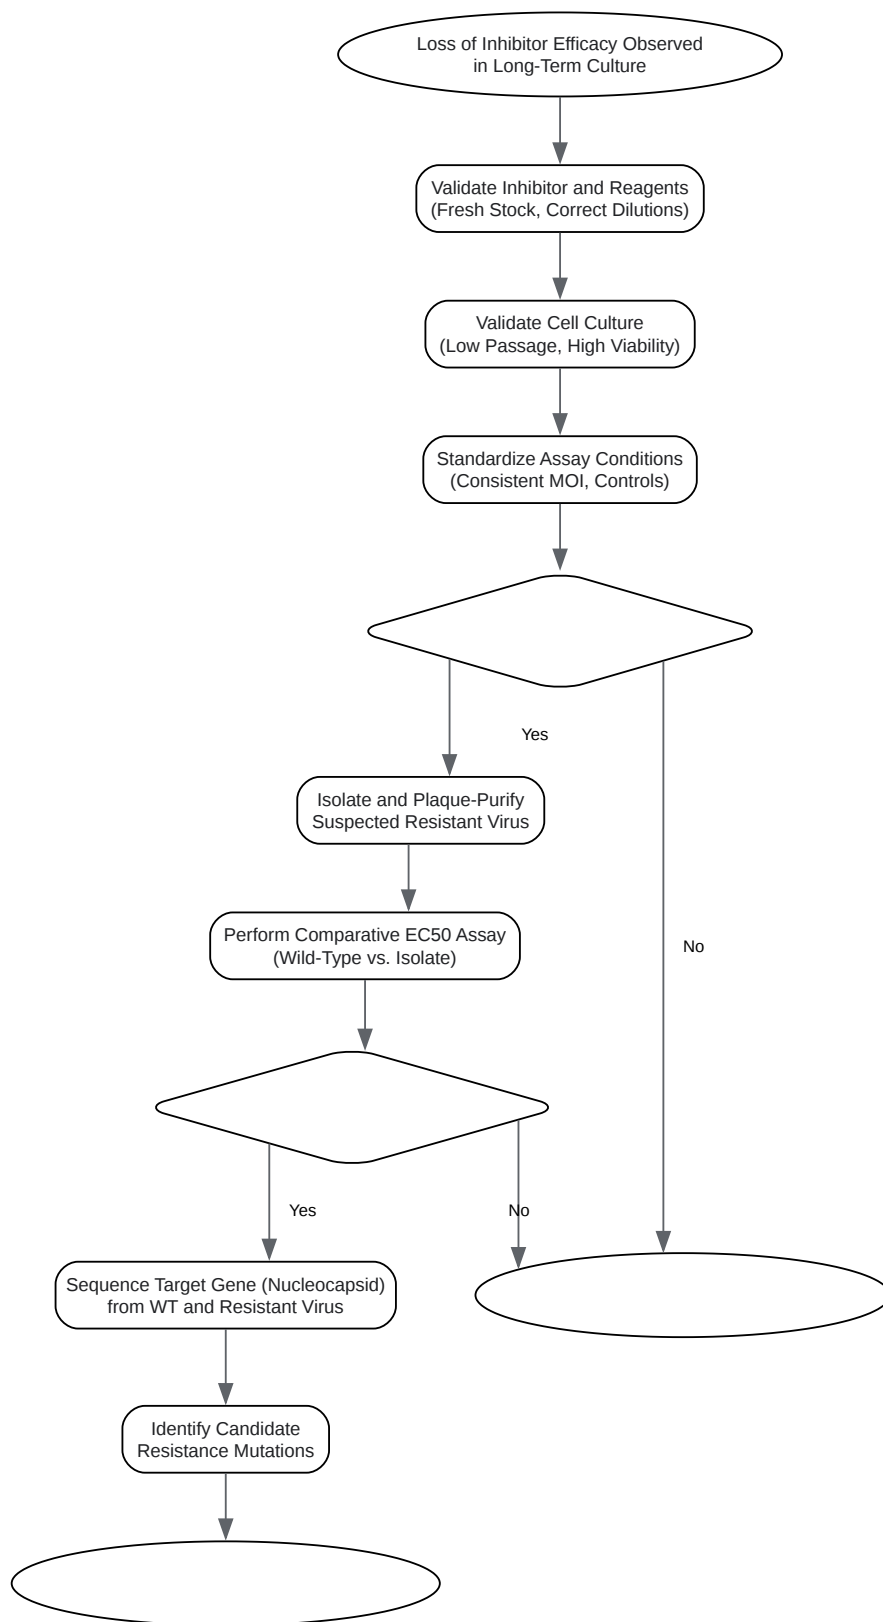 Loss of Inhibitor Efficacy Observed
in Long-Term Culture
Validate Inhibitor and Reagents
(Fresh Stock, Correct Dilutions)
Validate Cell Culture
(Low Passage, High Viability)
Standardize Assay Conditions
(Consistent MOI, Controls)
Yes
Isolate and Plaque-Purify
Suspected Resistant Virus
Perform Comparative EC50 Assay
(Wild-Type vs. Isolate)
No
Yes
No
Sequence Target Gene (Nucleocapsid)
from WT and Resistant Virus
Identify Candidate
Resistance Mutations